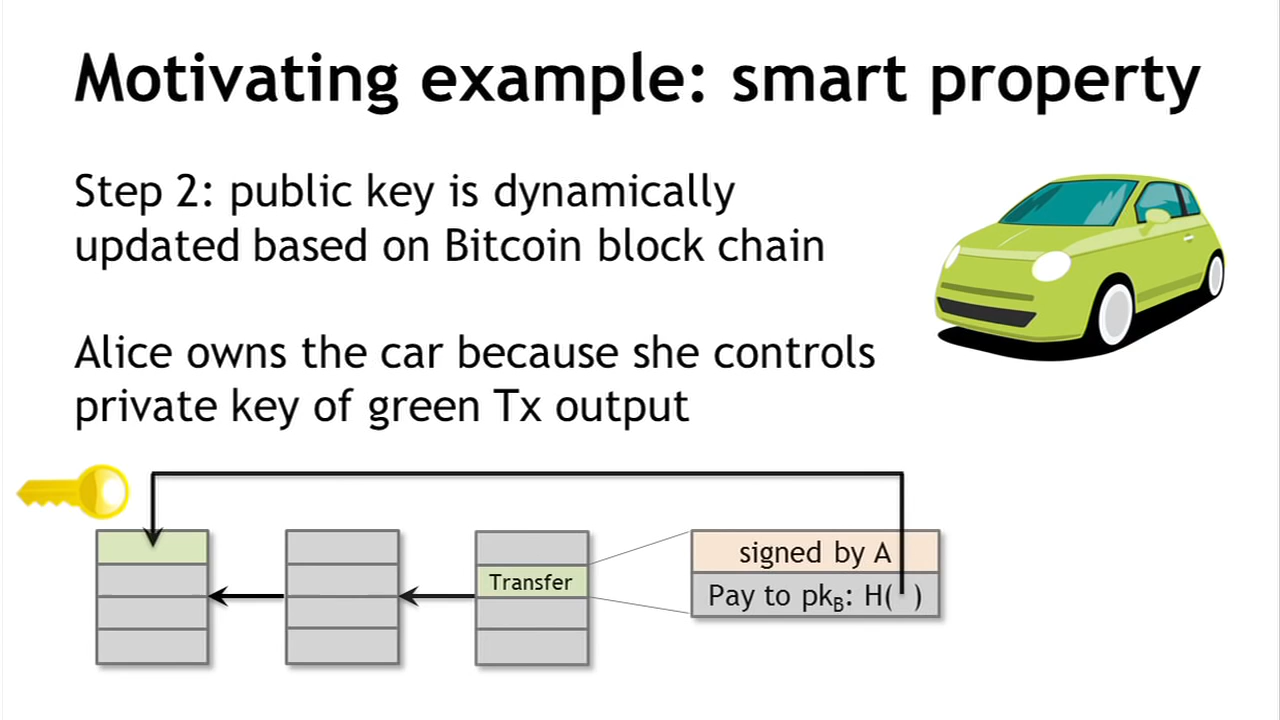 Motivating example: smart property
Step 2: public key is dynamically
updated based on Bitcoin block chain
Alice owns the car because she controls
private key of green Tx output
Transfer
signed by A
Pay to pkB: H( )